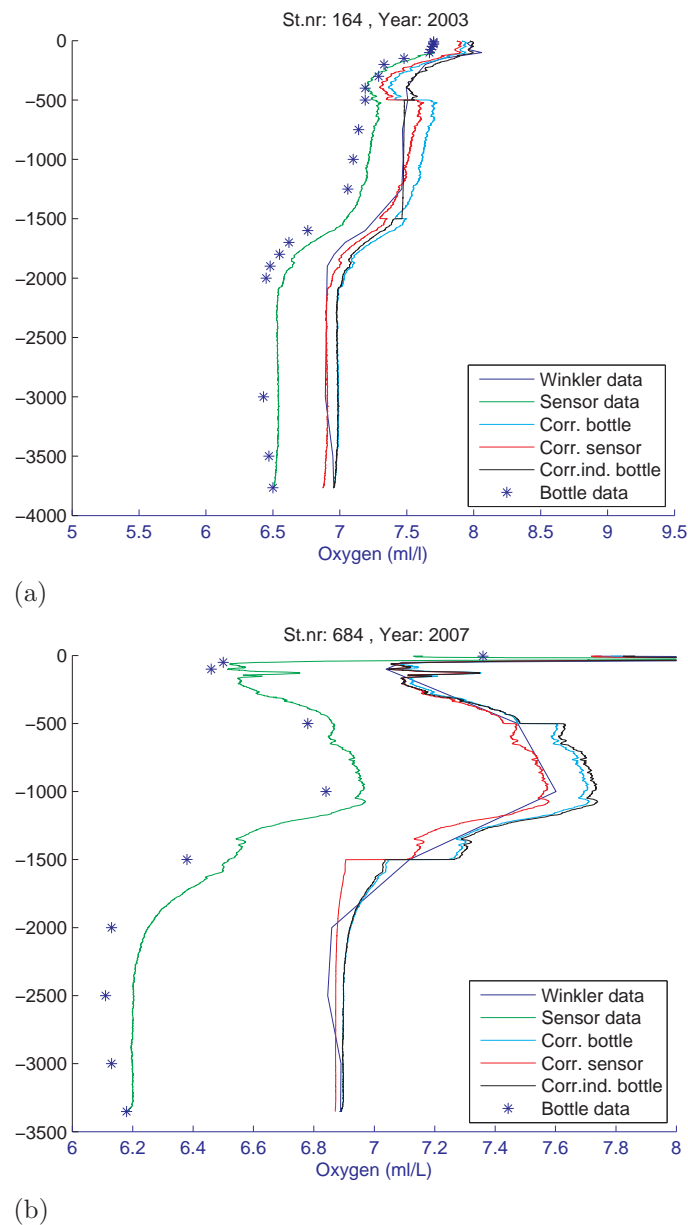 St.nr: 164 , Year: 2003
0
−500
−1000
−1500
−2000
−2500
−3000
−3500
−4000
Winkler data
Sensor data
Corr. bottle
Corr. sensor
Corr.ind. bottle
Bottle data
5 5.5 6 6.5 7 7.5 8 8.5 9 9.5
Oxygen (ml/l)
(a)
St.nr: 684 , Year: 2007
0
−500
−1000
−1500
−2000
−2500
−3000
−3500
Winkler data
Sensor data
Corr. bottle
Corr. sensor
Corr.ind. bottle
Bottle data
6 6.2 6.4 6.6 6.8 7 7.2 7.4 7.6 7.8 8
Oxygen (ml/L)
(b)